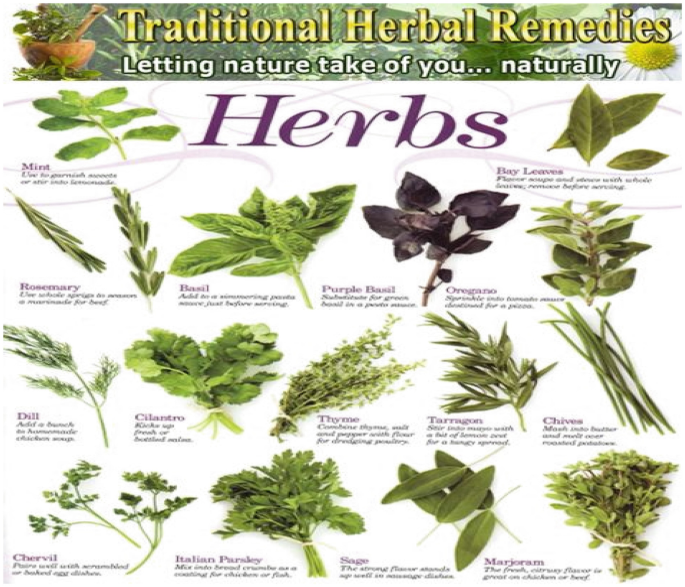 Traditional Herbal Remedies
Letting nature take of you... naturally
Herbs
Mint
Use to garnish sweets
or stir into lemonade.
Bay Leaves
Flavor soups and stews with whole
leaves; remove before serving.
Rosemary
Use whole sprigs to season
a marinade for beef.
Basil
Add to a simmering pasta
sauce just before serving.
Purple Basil
Substitute for green
basil in a pesto sauce.
Oregano
Sprinkle into tomato sauce
destined for a pizza.
Dill
Add a bunch
to homemade
chicken soup.
Cilantro
Kicks up
fresh or
bottled salsa.
Thyme
Combine thyme, salt
and pepper with flour
for dredging poultry.
Tarragon
Stir into mayo with
a bit of lemon zest
for a tangy spread.
Chives
Mash into butter
and melt over
roasted potatoes.
Chervil
Pairs well with scrambled
or baked egg dishes.
Italian Parsley
Mix into bread crumbs as a
coating for chicken or fish.
Sage
The strong flavor stands
up well in sausage dishes.
Marjoram
The fresh, citrusy flavor is
great on chicken or beef.